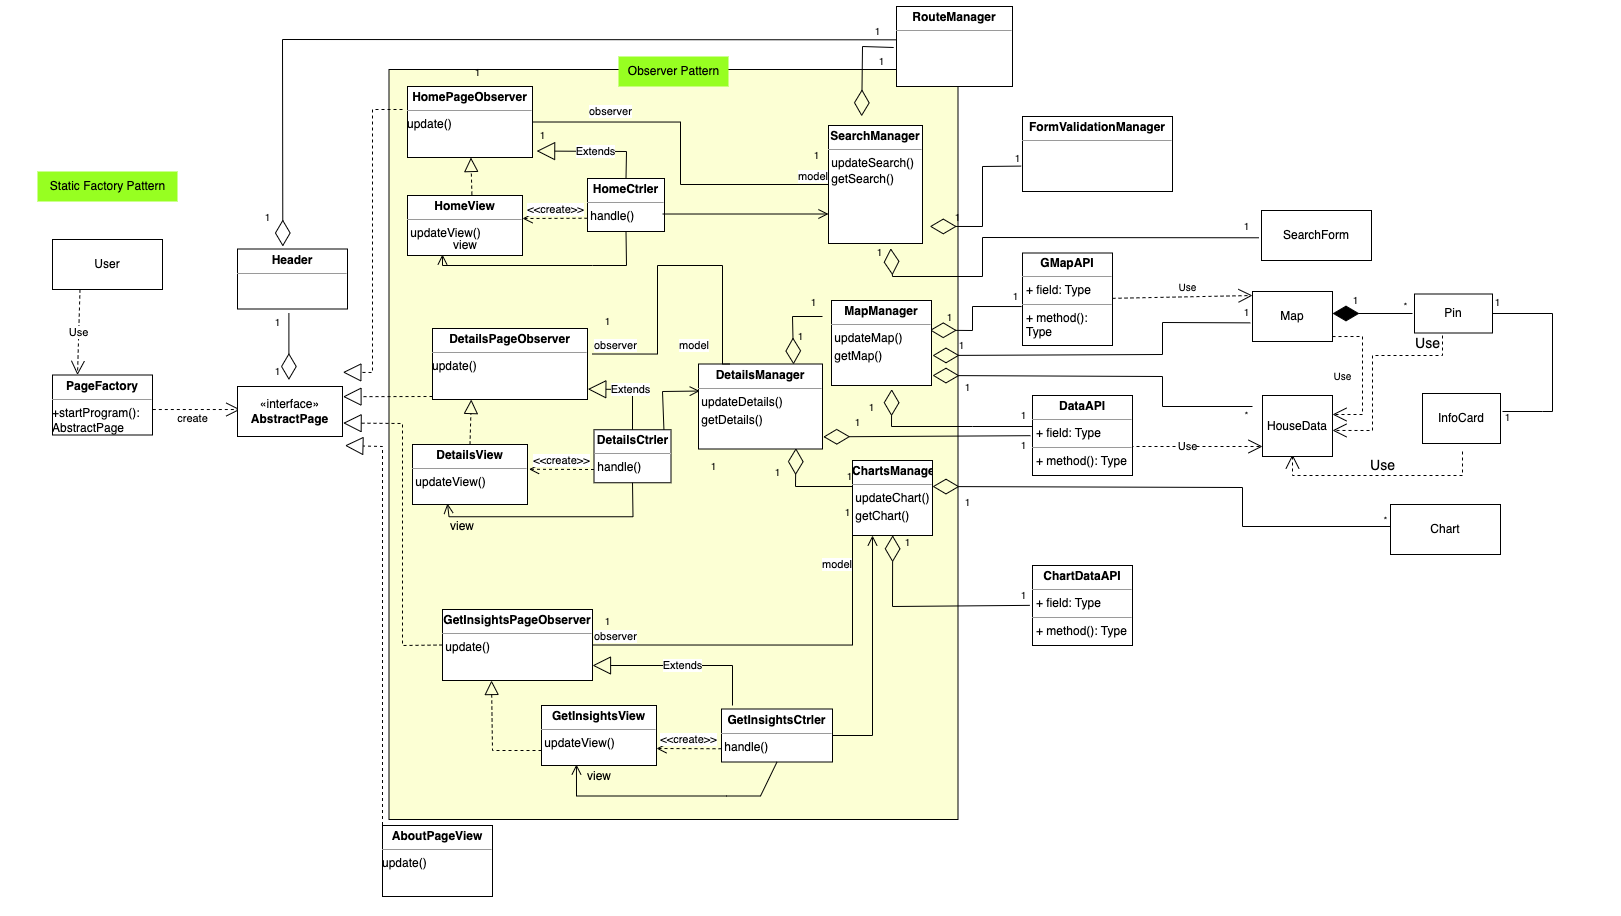 RouteManager
1
1
1
Observer Pattern
HomePageObserver
update()
observer
1
Extends
SearchManager
updateSearch()
getSearch()
1
model
FormValidationManager
1
1
Static Factory Pattern
HomeCtrler
handle()
HomeView
updateView()
view
<<create>>
1
Header
User
SearchForm
1
1
GMapAPI
+ field: Type
+ method():
Type
1
1
Use
Map
1
1
*
Pin
1
Use
Use
MapManager
updateMap()
getMap()
1
1
1
1
DetailsPageObserver
update()
1
observer
model
Use
1
1
PageFactory
+startProgram():
AbstractPage
create
«interface»
AbstractPage
Extends
DetailsManager
updateDetails()
getDetails()
1
1
1
DataAPI
+ field: Type
+ method(): Type
1
1
Use
*
HouseData
InfoCard
1
Use
DetailsCtrler
handle()
DetailsView
updateView()
<<create>>
view
ChartsManage
updateChart()
getChart()
1
1
1
1
*
Chart
model
ChartDataAPI
+ field: Type
+ method(): Type
1
GetInsightsPageObserver
update()
1
observer
Extends
GetInsightsView
updateView()
<<create>>
GetInsightsCtrler
handle()
view
AboutPageView
update()